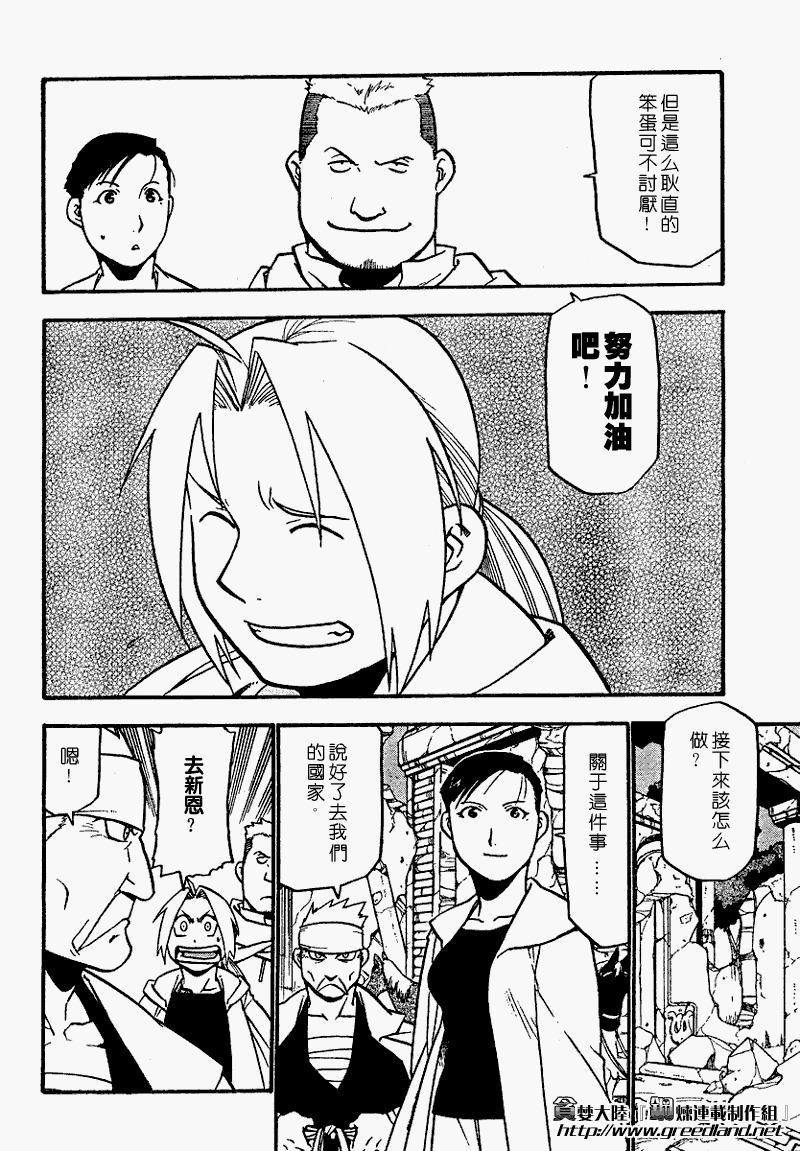 但是這么耿直的
笨蛋可不討厭！
努力加油
吧！
接下來該怎么
做？
關于這件事……
說好了去我們
的國家。
去新恩？
嗯！
貪婪大陸『鋼煉連載制作組』
http://www.greedland.net